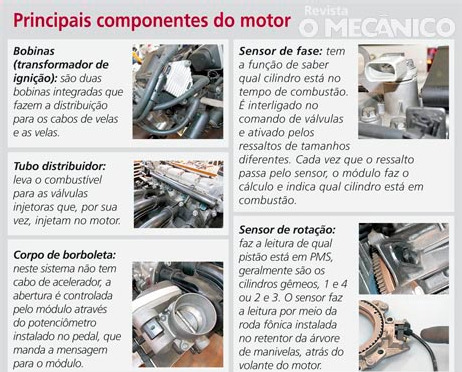 Principais componentes do motor
Revista
O MECÂNICO
Bobinas
(transformador de
ignição): são duas
bobinas integradas que
fazem a distribuição
para os cabos de velas
e as velas.
Tubo distribuidor:
leva o combustível
para as válvulas
injetoras que, por sua
vez, injetam no motor.
Corpo de borboleta:
neste sistema não tem
cabo de acelerador, a
abertura é controlada
pelo módulo através
do potenciômetro
instalado no pedal, que
manda a mensagem
para o módulo.
Sensor de fase: tem
a função de saber
qual cilindro está no
tempo de combustão.
É interligado no
comando de válvulas
e ativado pelos
ressaltos de tamanhos
diferentes. Cada vez que o ressalto
passa pelo sensor, o módulo faz o
cálculo e indica qual cilindro está em
combustão.
Sensor de rotação:
faz a leitura de qual
pistão está em PMS,
geralmente são os
cilindros gêmeos, 1 e 4
ou 2 e 3. O sensor faz
a leitura por meio da
roda fônica instalada
no retentor da árvore
de manivelas, atrás do
volante do motor.